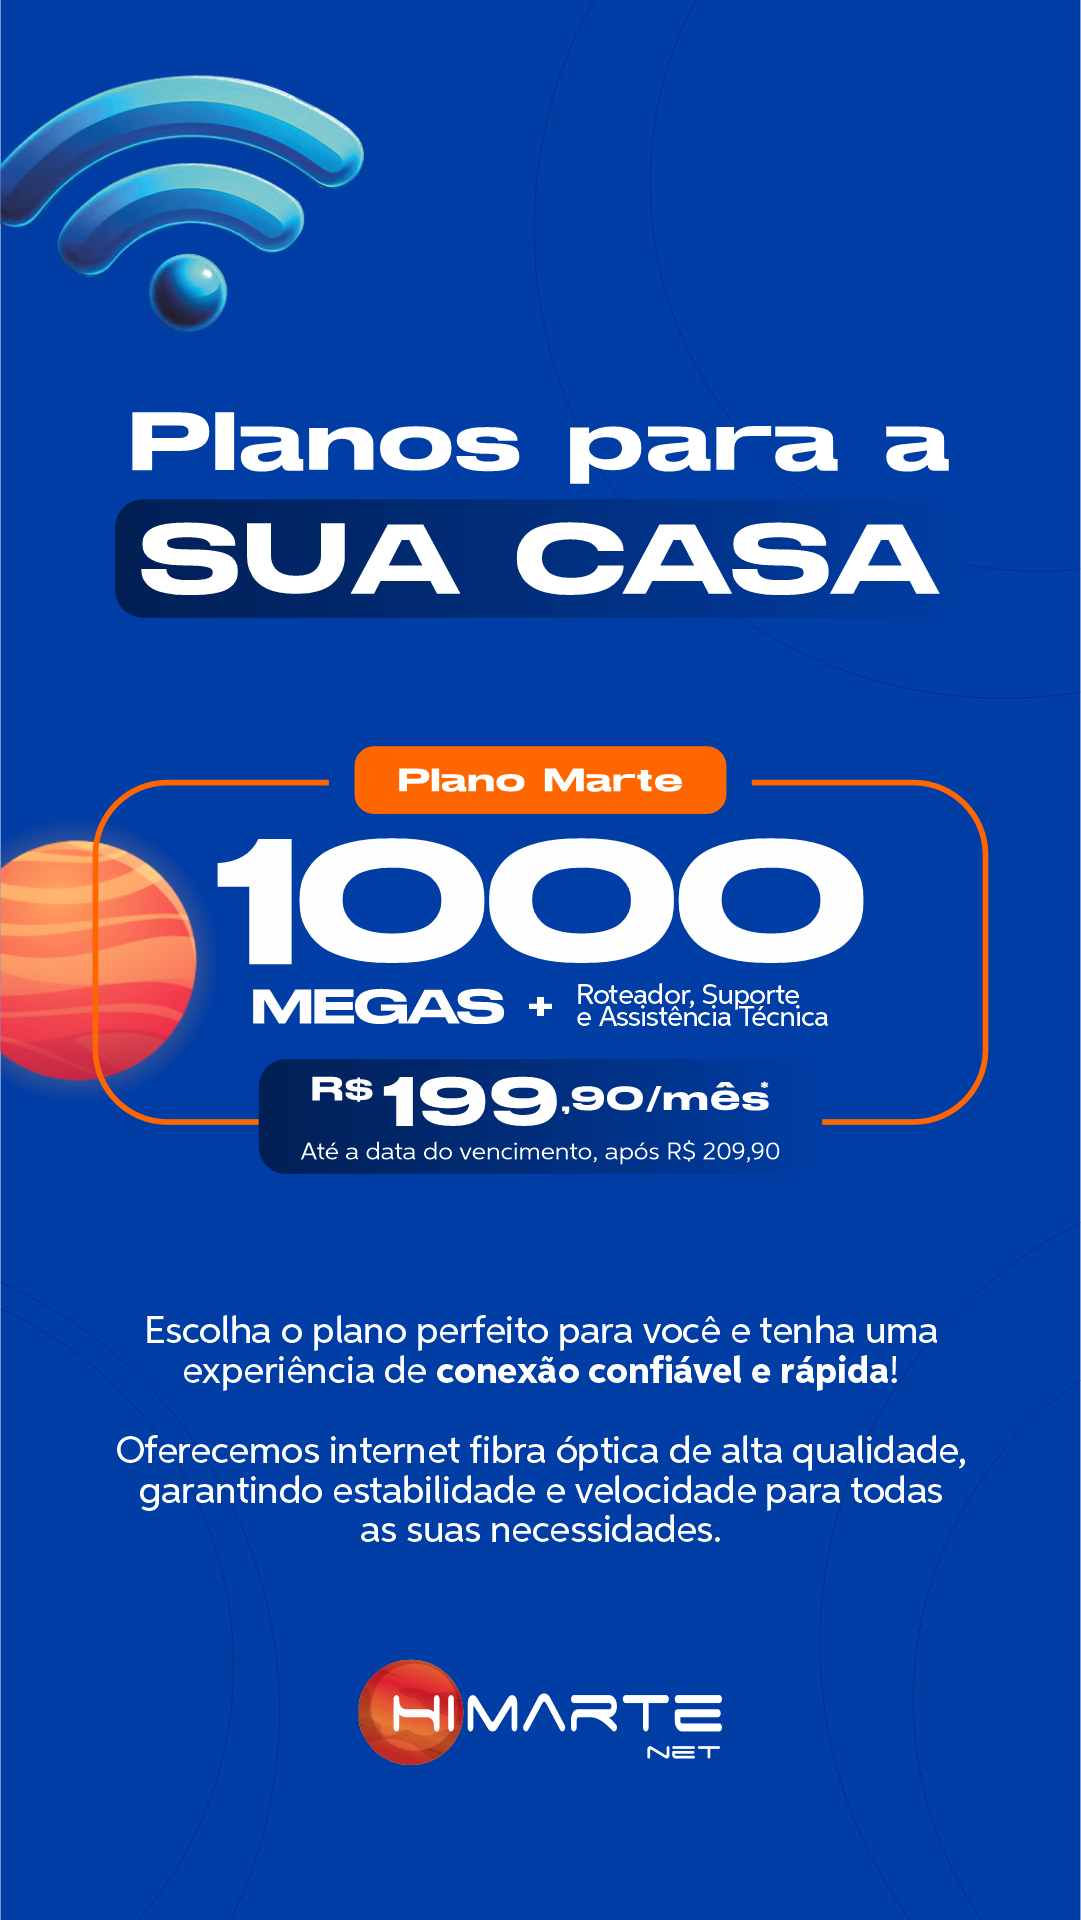 Planos para a
SUA CASA
Plano Marte
1000
MEGAS + Roteador, Suporte
e Assistência Técnica
R$ 199,90/mês*
Até a data do vencimento, após R$ 209,90
Escolha o plano perfeito para você e tenha uma
experiência de conexão confiável e rápida!
Oferecemos internet fibra óptica de alta qualidade,
garantindo estabilidade e velocidade para todas
as suas necessidades.
HIMARTE
NET